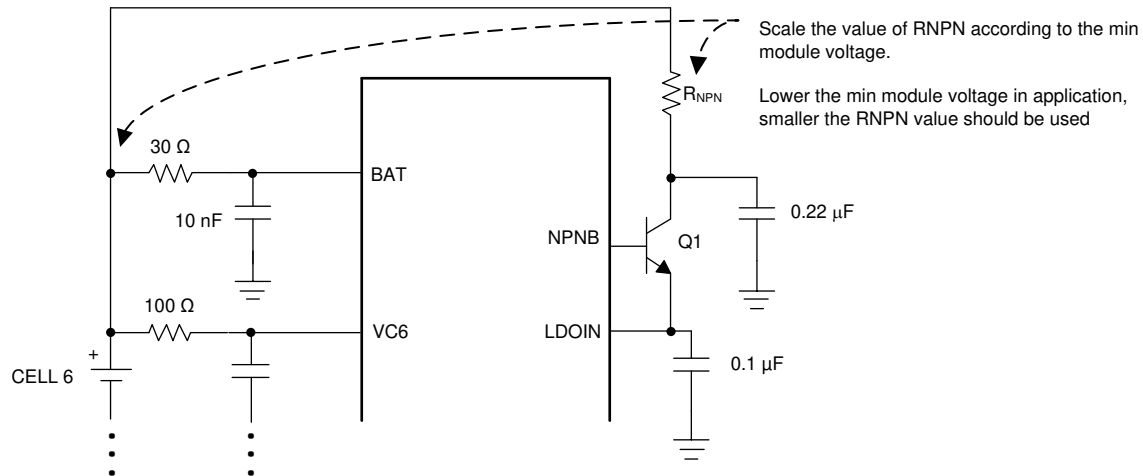 Scale the value of RNPN according to the min
module voltage.
Lower the min module voltage in application,
smaller the RNPN value should be used
RNPN
30 Ω
BAT
10 nF
0.22 µF
NPNB
Q1
100 Ω
VC6
LDOIN
+
CELL 6
0.1 µF